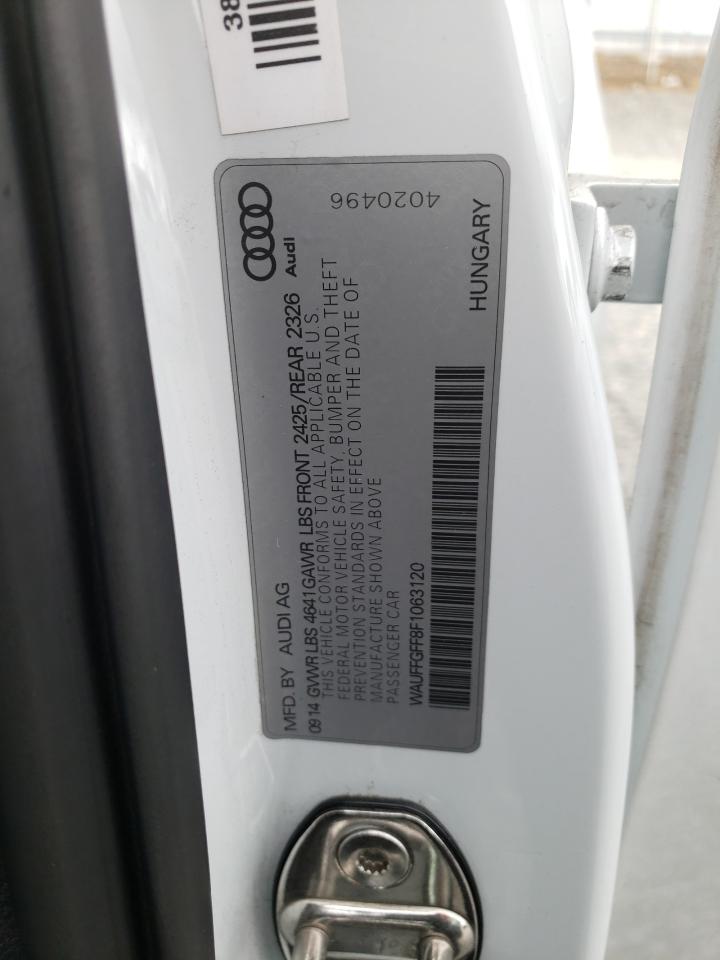 38
4020496
Audi
MFD. BY AUDI AG
0914 GVWR LBS 4641 GAWR LBS FRONT 2425/REAR 2326
THIS VEHICLE CONFORMS TO ALL APPLICABLE U.S.
FEDERAL MOTOR VEHICLE SAFETY, BUMPER AND THEFT
PREVENTION STANDARDS IN EFFECT ON THE DATE OF
MANUFACTURE SHOWN ABOVE
PASSENGER CAR
WAUFFGFF8F1063120
HUNGARY